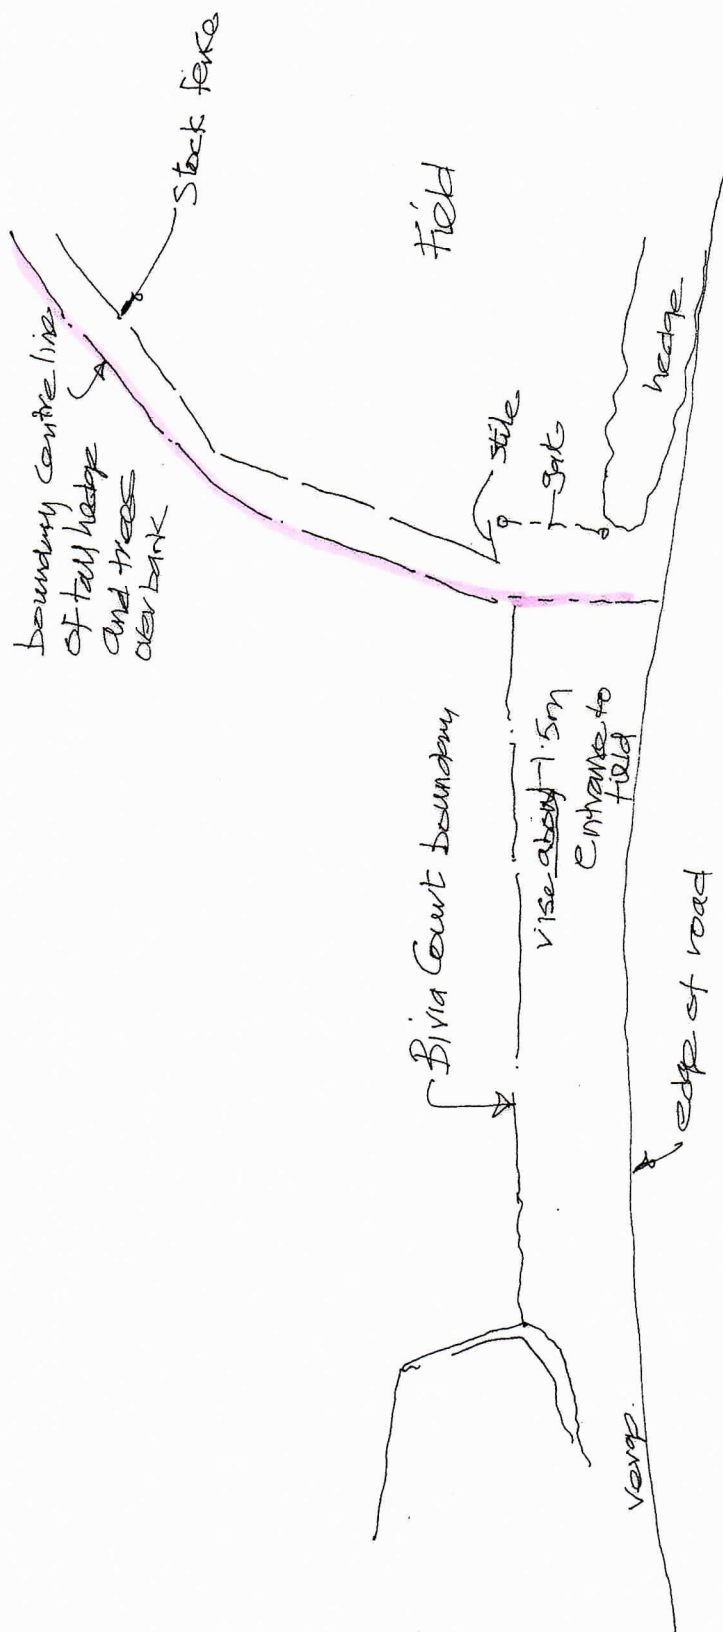 boundary centre line
of tall hedge
and trees
over bank
Stock fence
Field
stile
gate
hedge
Bivia Court boundary
rise about 1.5m
entrance to
field
edge of road
verge